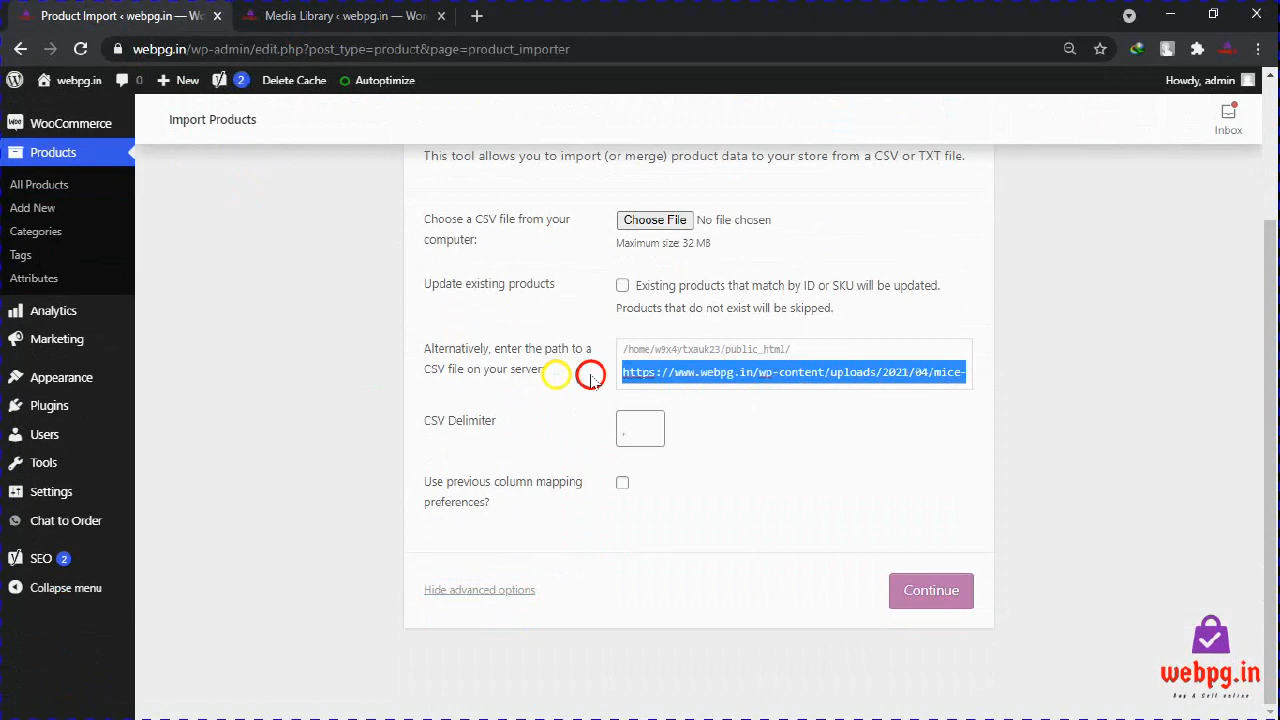 Product Import ‹ webpg.in — Wo
Media Library ‹ webpg.in — Wor
webpg.in/wp-admin/edit.php?post_type=product&page=product_importer
webpg.in
0
New
2
Delete Cache
Autoptimize
Howdy, admin
WooCommerce
Products
All Products
Add New
Categories
Tags
Attributes
Analytics
Marketing
Appearance
Plugins
Users
Tools
Settings
Chat to Order
SEO 2
Collapse menu
Import Products
Inbox
This tool allows you to import (or merge) product data to your store from a CSV or TXT file.
Choose a CSV file from your
computer:
Choose File No file chosen
Maximum size: 32 MB
Update existing products
Existing products that match by ID or SKU will be updated.
Products that do not exist will be skipped.
Alternatively, enter the path to a
CSV file on your server:
/home/w9x4ytxauk23/public_html/
https://www.webpg.in/wp-content/uploads/2021/04/mice-
CSV Delimiter
,
Use previous column mapping
preferences?
Hide advanced options
Continue
webpg.in
Buy & Sell online